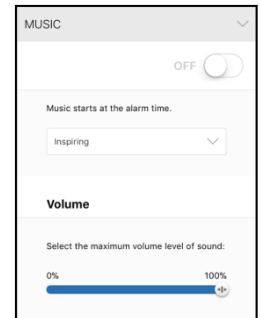 MUSIC
OFF
Music starts at the alarm time.
Inspiring
Volume
Select the maximum volume level of sound:
0% 100%